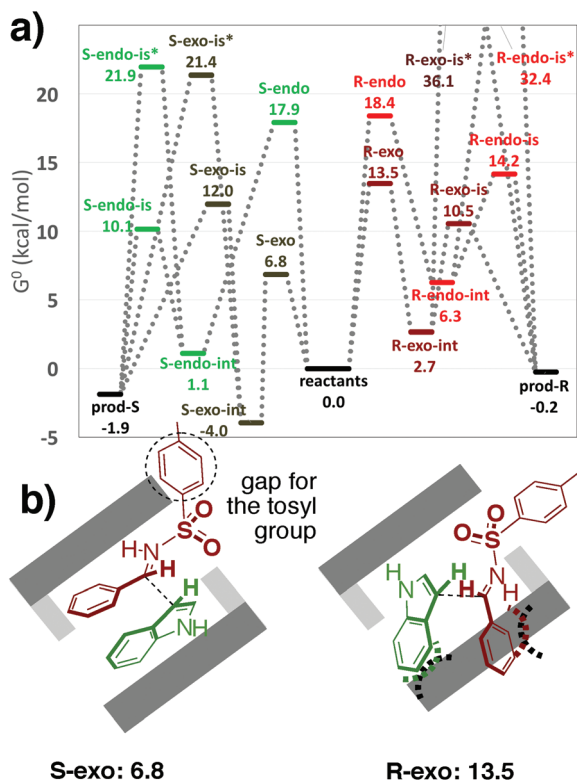 a)
S-endo-is*
21.9
S-exo-is*
21.4
R-exo-is*
36.1
R-endo-is*
32.4
S-endo
17.9
R-endo
18.4
R-exo
13.5
R-endo-is
14.2
S-exo-is
12.0
S-endo-is
10.1
R-exo-is
10.5
S-exo
6.8
R-endo-int
6.3
R-exo-int
2.7
S-endo-int
1.1
reactants
0.0
prod-R
-0.2
prod-S
-1.9
S-exo-int
-4.0
20
15
10
5
0
-5
G⁰ (kcal/mol)
b)
gap for
the tosyl
group
S
O
O
N
H
NH
O
S
O
N
H
N
H
H
H
S-exo: 6.8
R-exo: 13.5